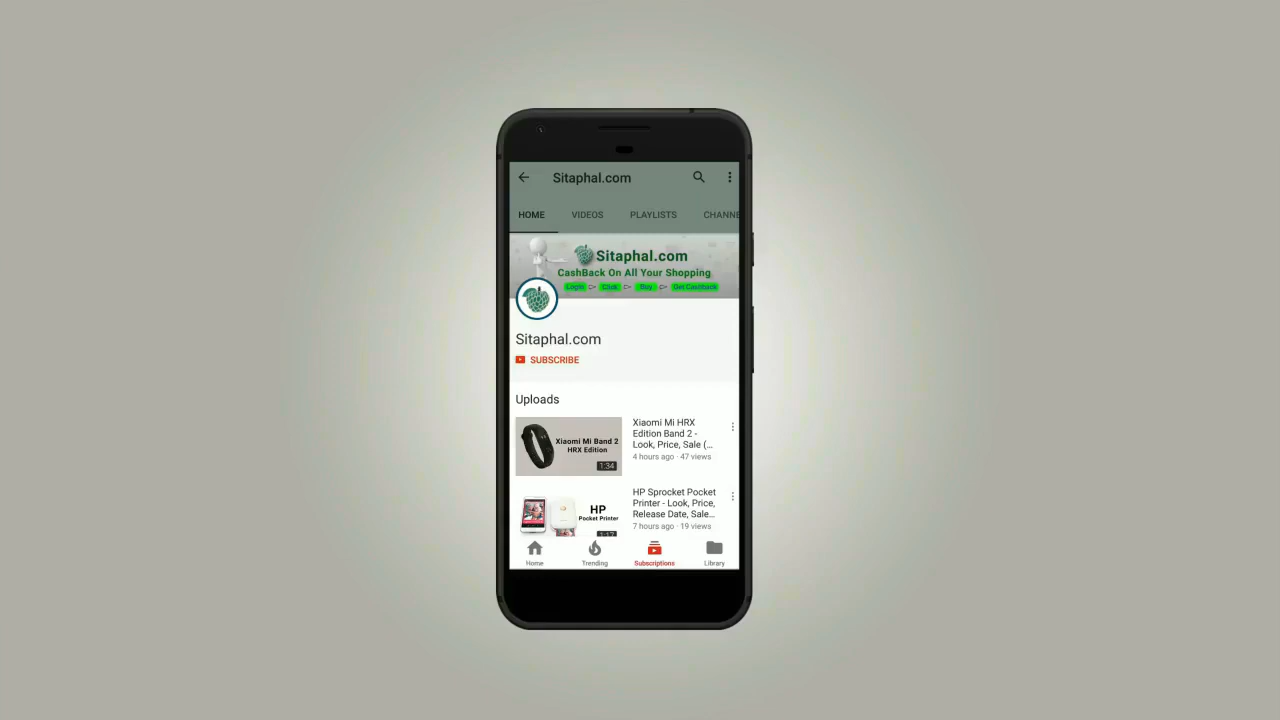 Sitaphal.com
HOME VIDEOS PLAYLISTS CHANNE
Sitaphal.com
CashBack On All Your Shopping
Login Click Buy Get Cashback
Sitaphal.com
SUBSCRIBE
Uploads
Xiaomi Mi Band 2
HRX Edition
1:34
Xiaomi Mi HRX
Edition Band 2 -
Look, Price, Sale (...
4 hours ago · 47 views
HP
Pocket Printer
1:17
HP Sprocket Pocket
Printer - Look, Price,
Release Date, Sale...
7 hours ago · 19 views
Home Trending Subscriptions Library